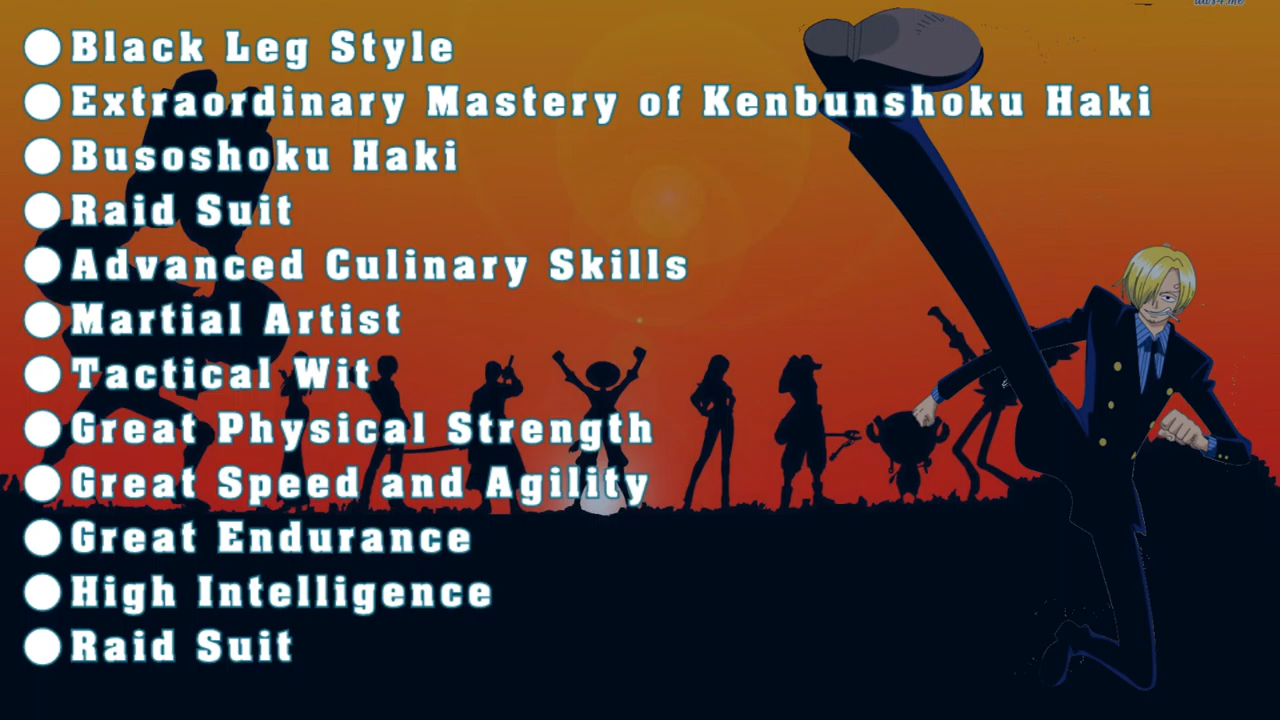 Black Leg Style
Extraordinary Mastery of Kenbunshoku Haki
Busoshoku Haki
Raid Suit
Advanced Culinary Skills
Martial Artist
Tactical Wit
Great Physical Strength
Great Speed and Agility
Great Endurance
High Intelligence
Raid Suit